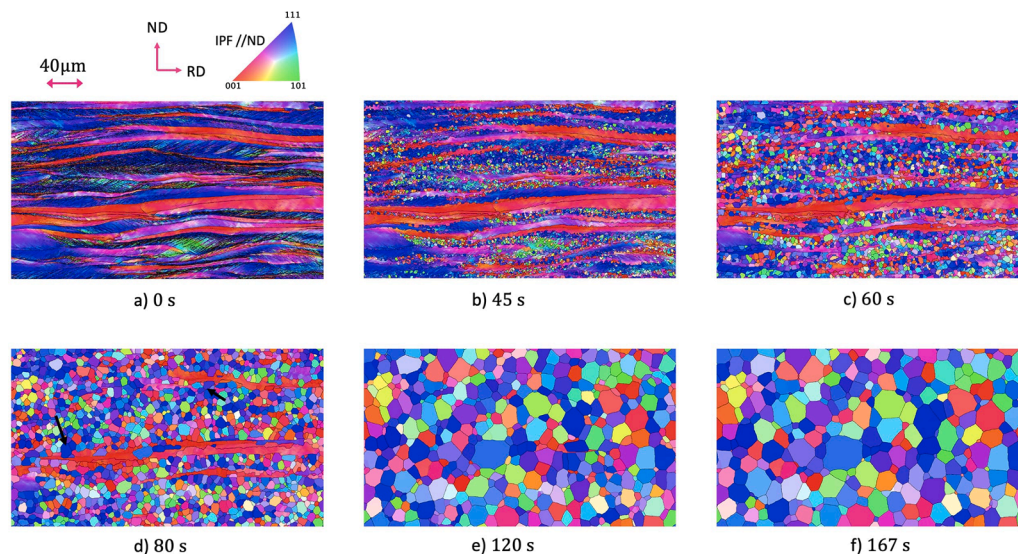 ND
RD
40μm
IPF //ND
111
001
101
a) 0 s
b) 45 s
c) 60 s
d) 80 s
e) 120 s
f) 167 s